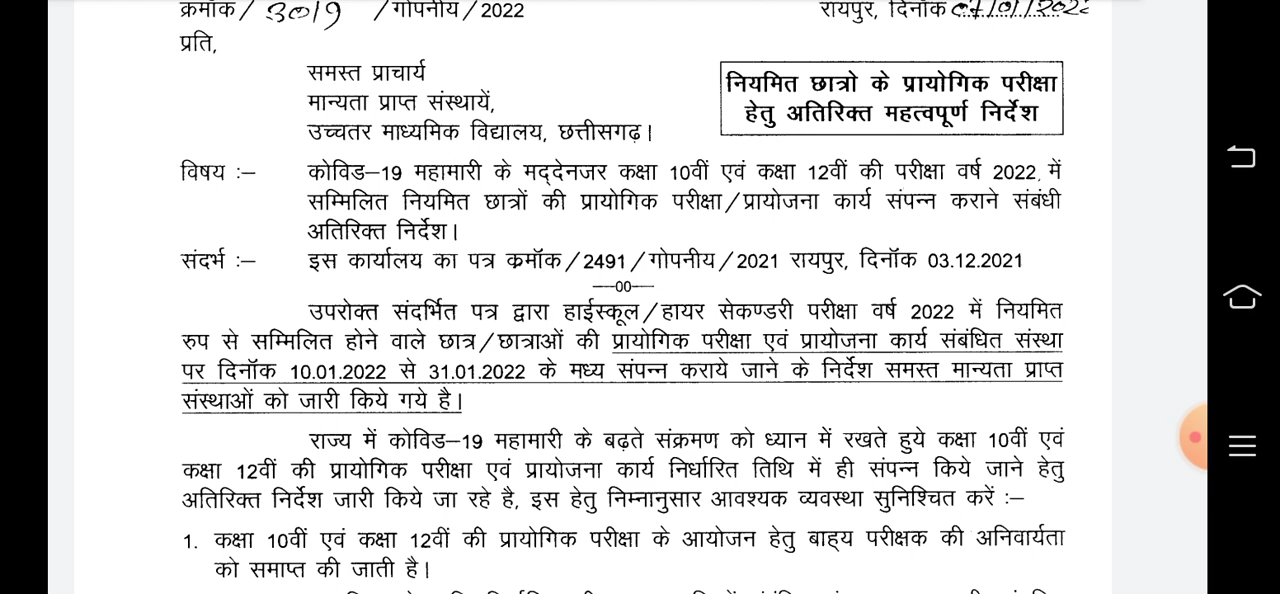 क्रमॉक / 3019 /गोपनीय/2022
रायपुर, दिनॉक 07/01/2022
प्रति,
समस्त प्राचार्य
मान्यता प्राप्त संस्थायें,
उच्चतर माध्यमिक विद्यालय, छत्तीसगढ़।
नियमित छात्रो के प्रायोगिक परीक्षा
हेतु अतिरिक्त महत्वपूर्ण निर्देश
विषय :– कोविड–19 महामारी के मद्देनजर कक्षा 10वीं एवं कक्षा 12वीं की परीक्षा वर्ष 2022 में
सम्मिलित नियमित छात्रों की प्रायोगिक परीक्षा/प्रायोजना कार्य संपन्न कराने संबंधी
अतिरिक्त निर्देश।
संदर्भ :– इस कार्यालय का पत्र क्रमॉक/2491/गोपनीय/2021 रायपुर, दिनॉक 03.12.2021
—00—
उपरोक्त संदर्भित पत्र द्वारा हाईस्कूल/हायर सेकण्डरी परीक्षा वर्ष 2022 में नियमित
रुप से सम्मिलित होने वाले छात्र/छात्राओं की प्रायोगिक परीक्षा एवं प्रायोजना कार्य संबंधित संस्था
पर दिनॉक 10.01.2022 से 31.01.2022 के मध्य संपन्न कराये जाने के निर्देश समस्त मान्यता प्राप्त
संस्थाओं को जारी किये गये है।
राज्य में कोविड–19 महामारी के बढ़ते संक्रमण को ध्यान में रखते हुये कक्षा 10वीं एवं
कक्षा 12वीं की प्रायोगिक परीक्षा एवं प्रायोजना कार्य निर्धारित तिथि में ही संपन्न किये जाने हेतु
अतिरिक्त निर्देश जारी किये जा रहे है, इस हेतु निम्नानुसार आवश्यक व्यवस्था सुनिश्चित करें :–
1. कक्षा 10वीं एवं कक्षा 12वीं की प्रायोगिक परीक्षा के आयोजन हेतु बाह्य परीक्षक की अनिवार्यता
को समाप्त की जाती है।